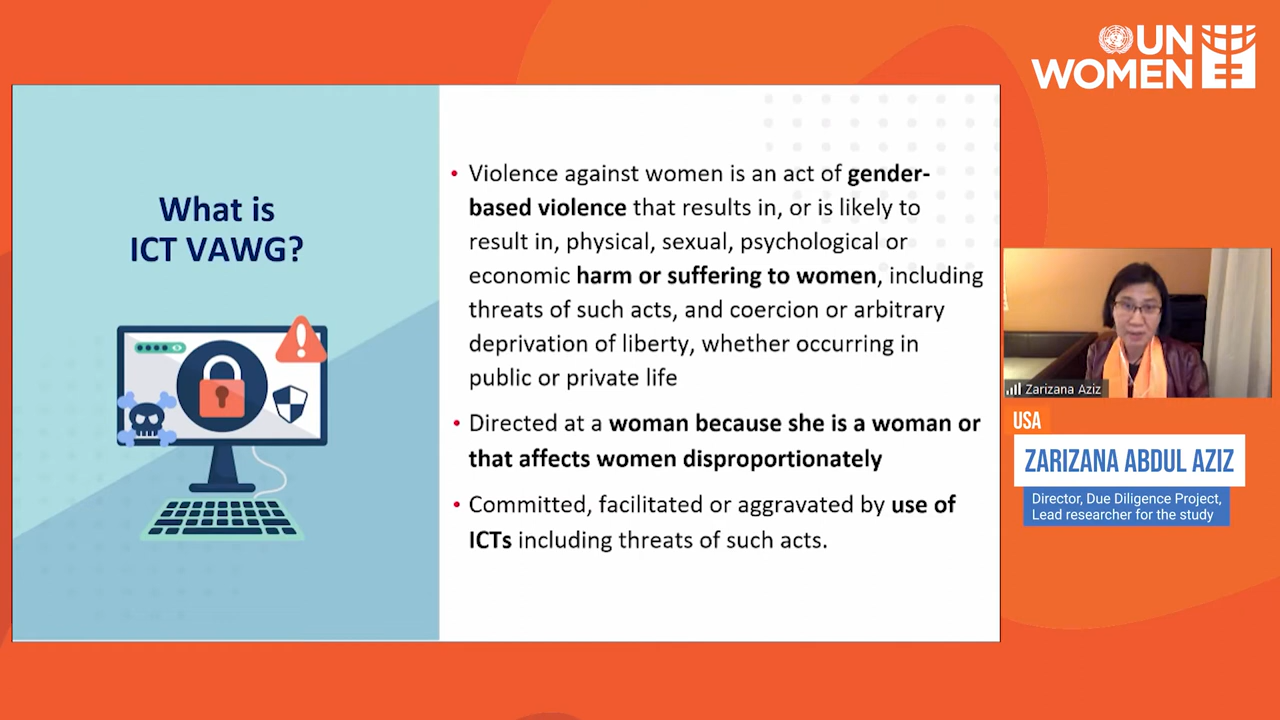 UN
WOMEN
What is
ICT VAWG?
• Violence against women is an act of gender-
based violence that results in, or is likely to
result in, physical, sexual, psychological or
economic harm or suffering to women, including
threats of such acts, and coercion or arbitrary
deprivation of liberty, whether occurring in
public or private life
• Directed at a woman because she is a woman or
that affects women disproportionately
• Committed, facilitated or aggravated by use of
ICTs including threats of such acts.
Zarizana Aziz
USA
ZARIZANA ABDUL AZIZ
Director, Due Diligence Project,
Lead researcher for the study